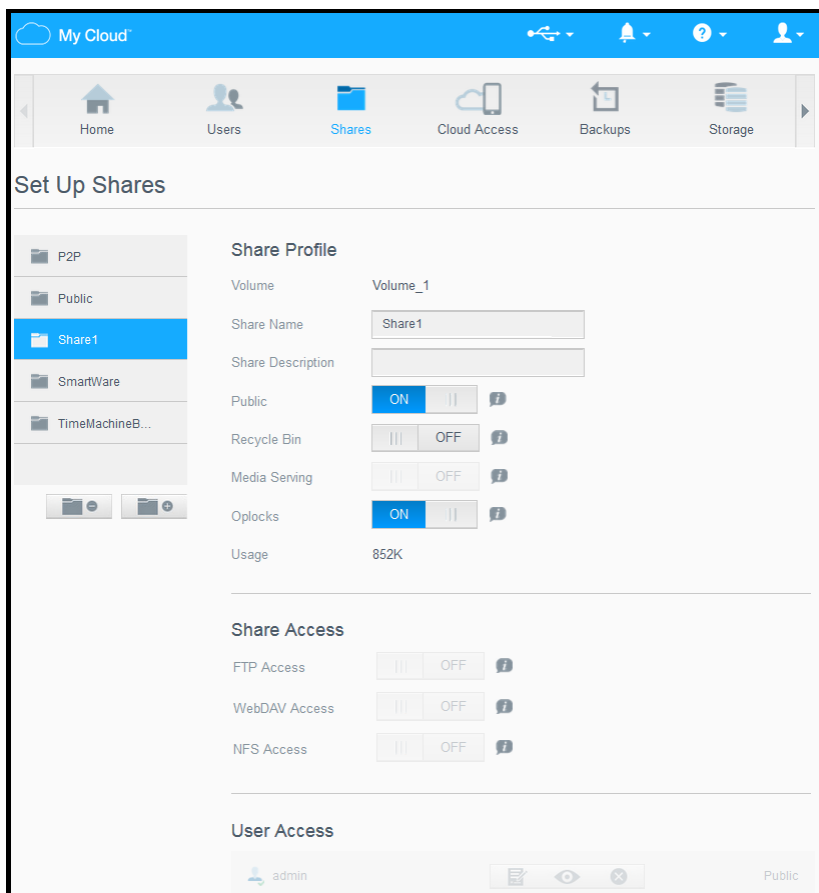 My Cloud™
Home Users Shares Cloud Access Backups Storage
Set Up Shares
P2P
Public
Share1
SmartWare
TimeMachineB...
Share Profile
Volume Volume_1
Share Name Share1
Share Description
Public ON
Recycle Bin OFF
Media Serving OFF
Oplocks ON
Usage 852K
Share Access
FTP Access OFF
WebDAV Access OFF
NFS Access OFF
User Access
admin Public